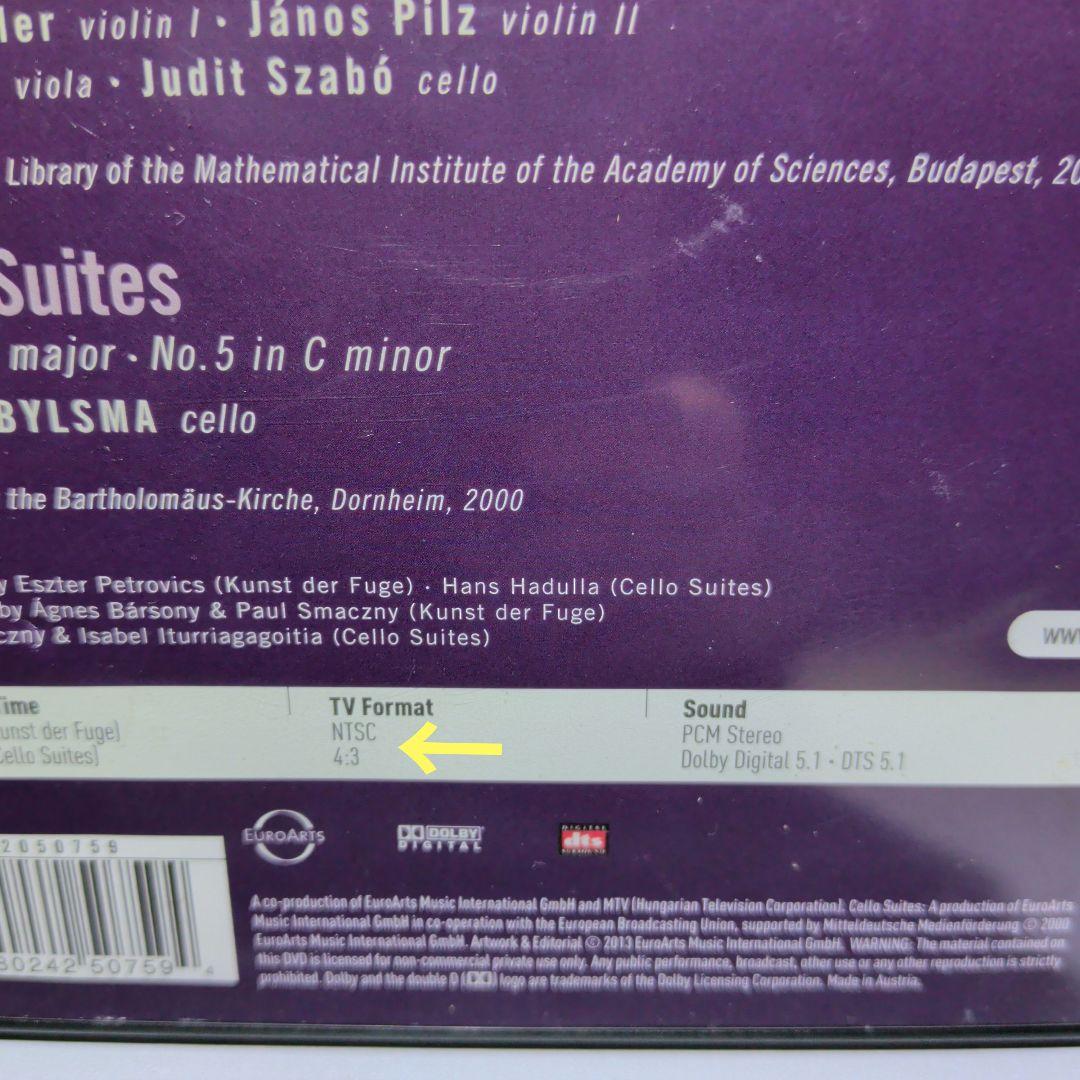 ler violin I · János Pilz violin II
viola · Judit Szabó cello
Library of the Mathematical Institute of the Academy of Sciences, Budapest, 20
Suites
major · No.5 in C minor
BYLSMA cello
the Bartholomäus-Kirche, Dornheim, 2000
y Eszter Petrovics (Kunst der Fuge) · Hans Hadulla (Cello Suites)
by Ágnes Bársony & Paul Smaczny (Kunst der Fuge)
czny & Isabel Iturriagagoitia (Cello Suites)
www
Time
unst der Fuge)
Cello Suites)
TV Format
NTSC
4:3
Sound
PCM Stereo
Dolby Digital 5.1 · DTS 5.1
2050759
80242 50759 4
EUROARTS
DOLBY
DIGITAL
DIGITAL
dts
SURROUND
A co-production of EuroArts Music International GmbH and MTV (Hungarian Television Corporation). Cello Suites: A production of EuroArts
Music International GmbH in co-operation with the European Broadcasting Union, supported by Mitteldeutsche Medienförderung © 2000
EuroArts Music International GmbH. Artwork & Editorial © 2013 EuroArts Music International GmbH. WARNING: The material contained on
this DVD is licensed for non-commercial private use only. Any public performance, broadcast, other use or any other reproduction is strictly
prohibited. Dolby and the double D logo are trademarks of the Dolby Licensing Corporation. Made in Austria.